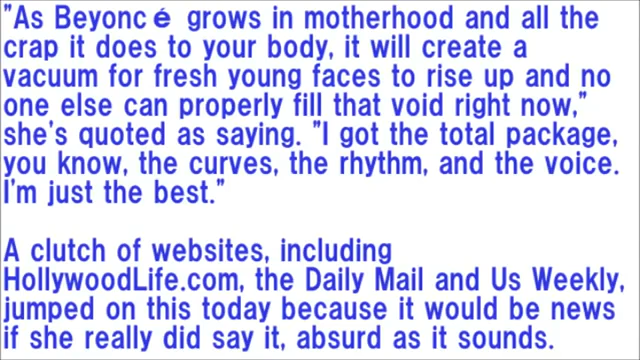 "As Beyoncé grows in motherhood and all the
crap it does to your body, it will create a
vacuum for fresh young faces to rise up and no
one else can properly fill that void right now,"
she's quoted as saying. "I got the total package,
you know, the curves, the rhythm, and the voice.
I'm just the best."
A clutch of websites, including
HollywoodLife.com, the Daily Mail and Us Weekly,
jumped on this today because it would be news
if she really did say it, absurd as it sounds.